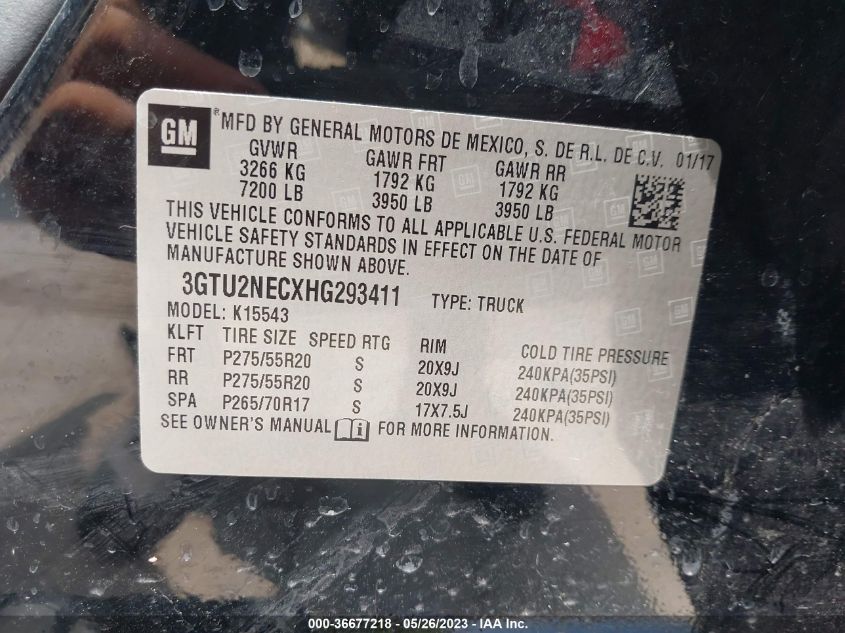 GM ® MFD BY GENERAL MOTORS DE MEXICO, S. DE R.L. DE C.V. 01/17
GVWR GAWR FRT GAWR RR
3266 KG 1792 KG 1792 KG
7200 LB 3950 LB 3950 LB
THIS VEHICLE CONFORMS TO ALL APPLICABLE U.S. FEDERAL MOTOR
VEHICLE SAFETY STANDARDS IN EFFECT ON THE DATE OF
MANUFACTURE SHOWN ABOVE.
3GTU2NECXHG293411 TYPE: TRUCK
MODEL: K15543
KLFT TIRE SIZE SPEED RTG RIM COLD TIRE PRESSURE
FRT P275/55R20 S 20X9J 240KPA(35PSI)
RR P275/55R20 S 20X9J 240KPA(35PSI)
SPA P265/70R17 S 17X7.5J 240KPA(35PSI)
SEE OWNER'S MANUAL FOR MORE INFORMATION.
000-36677218 - 05/26/2023 - IAA Inc.